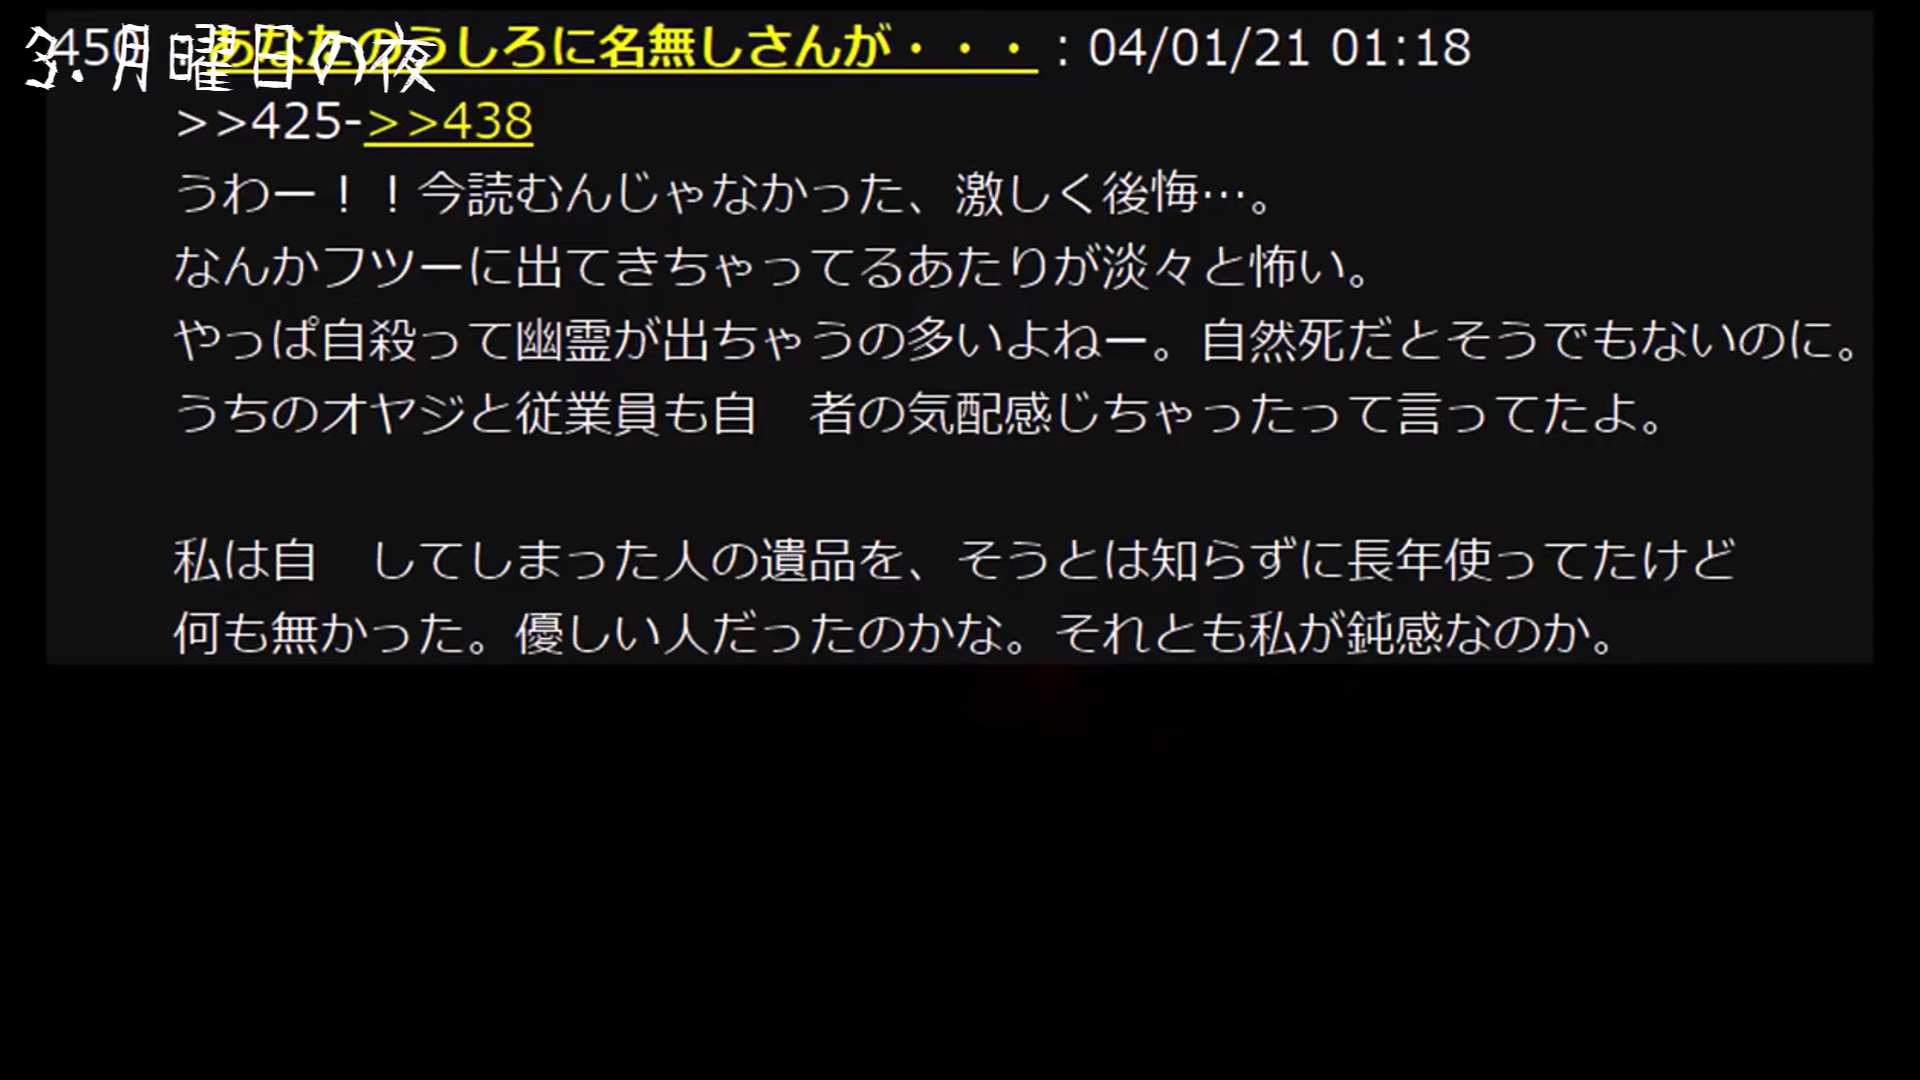 3.月曜日の夜
450 : あなたのうしろに名無しさんが・・・ : 04/01/21 01:18
>>425->>438
うわー！！今読むんじゃなかった、激しく後悔…。
なんかフツーに出てきちゃってるあたりが淡々と怖い。
やっぱ自殺って幽霊が出ちゃうの多いよねー。自然死だとそうでもないのに。
うちのオヤジと従業員も自　者の気配感じちゃったって言ってたよ。
私は自　してしまった人の遺品を、そうとは知らずに長年使ってたけど
何も無かった。優しい人だったのかな。それとも私が鈍感なのか。